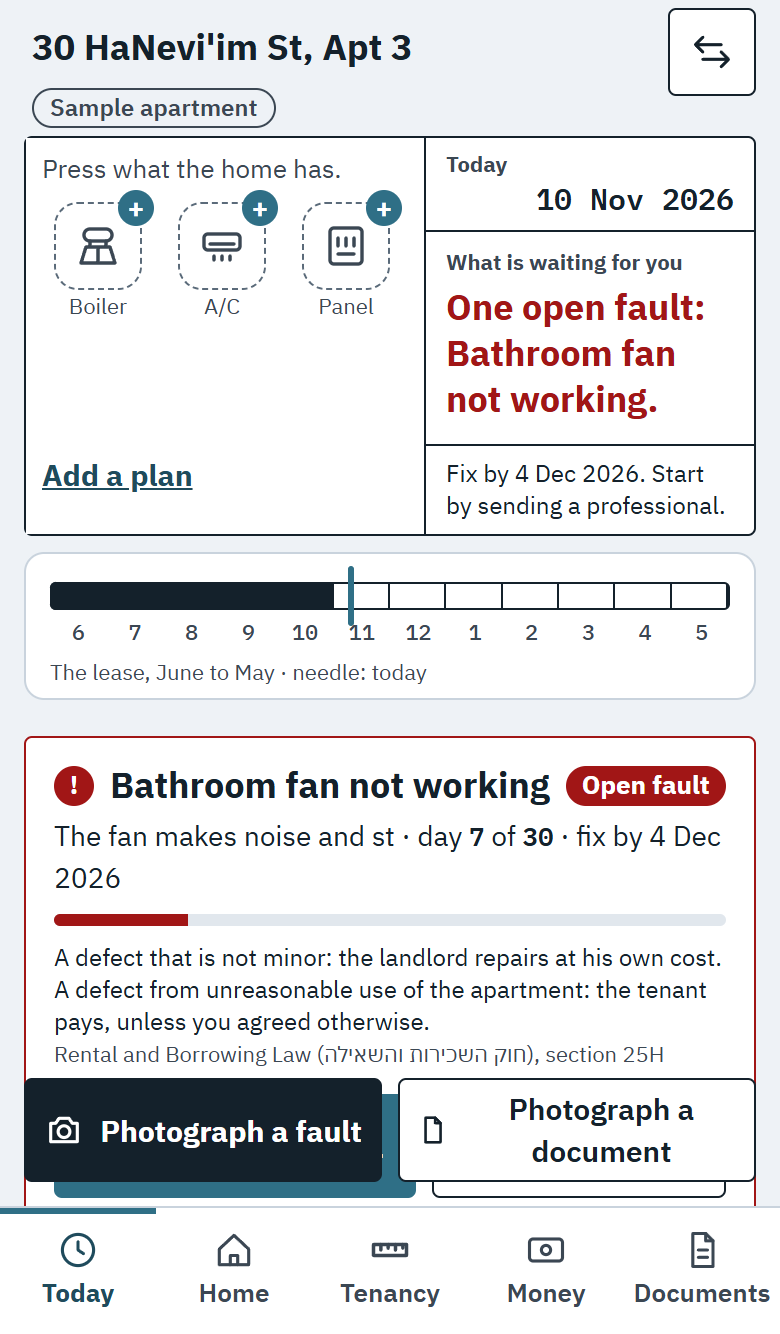 30 HaNevi'im St, Apt 3
Sample apartment
Press what the home has.
Boiler
A/C
Panel
Add a plan
Today
10 Nov 2026
What is waiting for you
One open fault:
Bathroom fan
not working.
Fix by 4 Dec 2026. Start
by sending a professional.
6 7 8 9 10 11 12 1 2 3 4 5
The lease, June to May · needle: today
! Bathroom fan not working Open fault
The fan makes noise and st · day 7 of 30 · fix by 4 Dec
2026
A defect that is not minor: the landlord repairs at his own cost.
A defect from unreasonable use of the apartment: the tenant
pays, unless you agreed otherwise.
Rental and Borrowing Law (חוק השכירות והשאילה), section 25H
Photograph a fault
Photograph a
document
Today Home Tenancy Money Documents